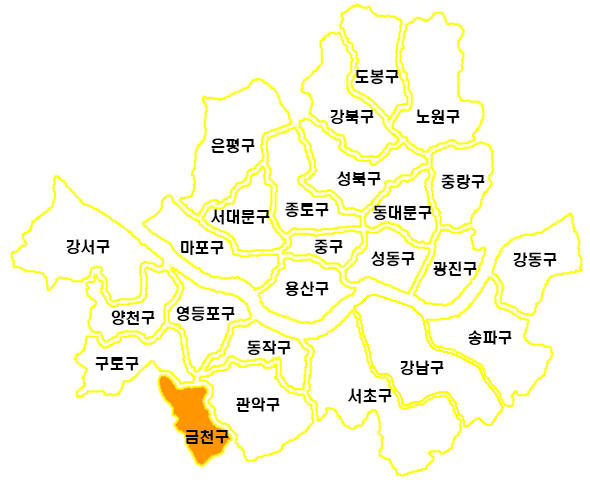 도봉구
강북구
노원구
은평구
성북구
중랑구
서대문구
종토구
동대문구
강서구
마포구
중구
성동구
광진구
강동구
용산구
양천구
영등포구
송파구
동작구
구토구
강남구
서초구
관악구
금천구